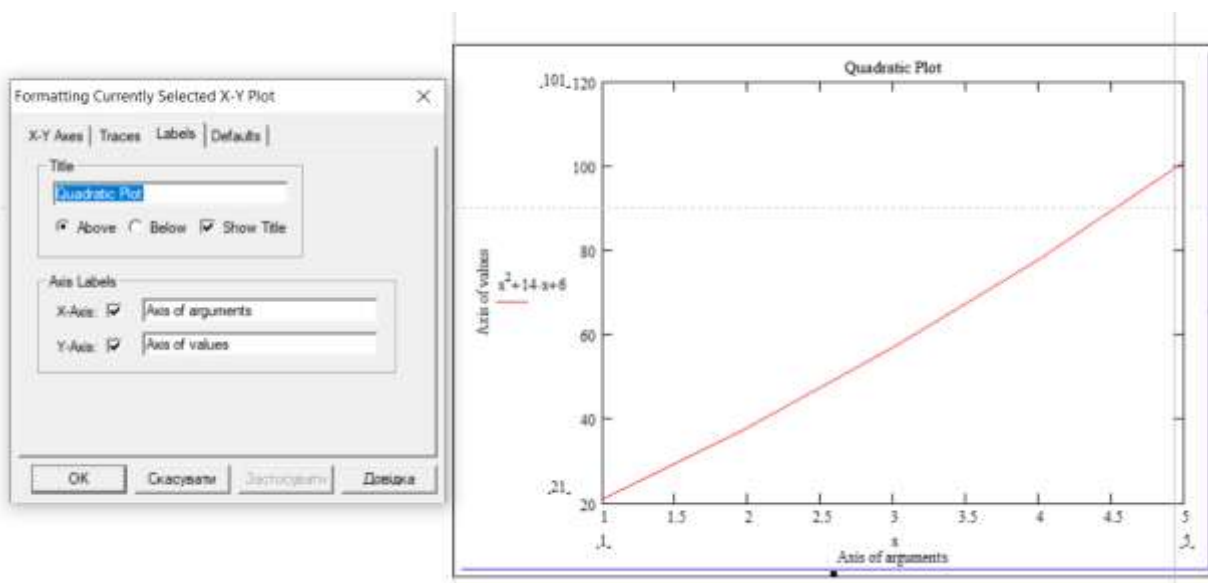 Formatting Currently Selected X-Y Plot
X-Y Axes Traces Labels Defaults
Title
Quadratic Plot
Above Below Show Title
Axis Labels
X-Axis: Axis of arguments
Y-Axis: Axis of values
OK Скасувати Застосувати Довідка
Quadratic Plot
101 120
100
80
Axis of values
x²+14·x+6
60
40
21
20
1 1.5 2 2.5 3 3.5 4 4.5 5
1 x 5
Axis of arguments